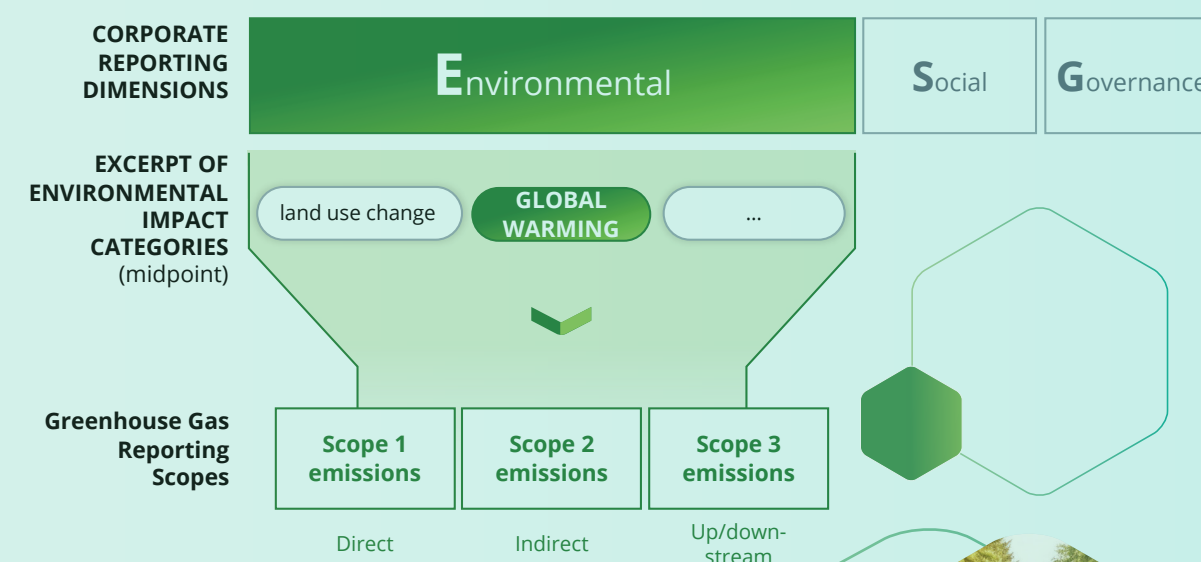 CORPORATE
REPORTING
DIMENSIONS
Environmental
Social
Governance
EXCERPT OF
ENVIRONMENTAL
IMPACT
CATEGORIES
(midpoint)
land use change
GLOBAL
WARMING
...
Greenhouse Gas
Reporting
Scopes
Scope 1
emissions
Scope 2
emissions
Scope 3
emissions
Direct
Indirect
Up/down-
stream